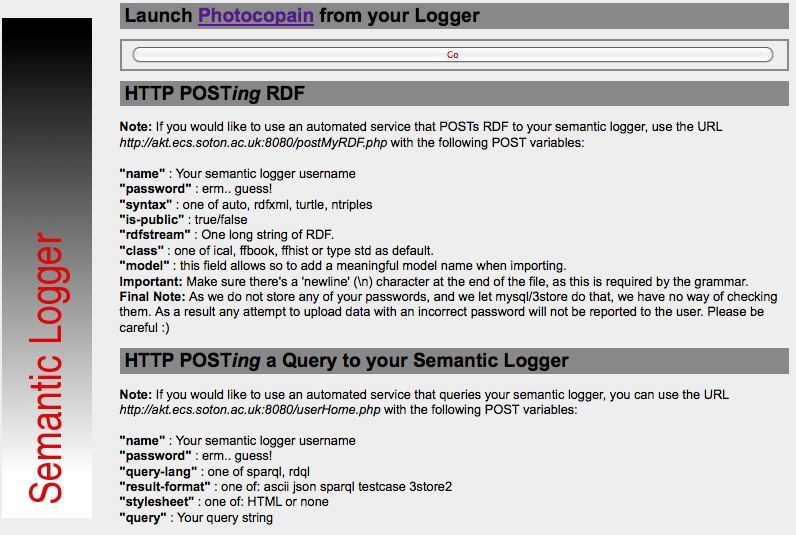 Semantic Logger
Launch Photocopain from your Logger
Go
HTTP POSTing RDF
Note: If you would like to use an automated service that POSTs RDF to your semantic logger, use the URL
http://akt.ecs.soton.ac.uk:8080/postMyRDF.php with the following POST variables:
"name" : Your semantic logger username
"password" : erm.. guess!
"syntax" : one of auto, rdfxml, turtle, ntriples
"is-public" : true/false
"rdfstream" : One long string of RDF.
"class" : one of ical, ffbook, ffhist or type std as default.
"model" : this field allows so to add a meaningful model name when importing.
Important: Make sure there's a 'newline' (\n) character at the end of the file, as this is required by the grammar.
Final Note: As we do not store any of your passwords, and we let mysql/3store do that, we have no way of checking
them. As a result any attempt to upload data with an incorrect password will not be reported to the user. Please be
careful :)
HTTP POSTing a Query to your Semantic Logger
Note: If you would like to use an automated service that queries your semantic logger, you can use the URL
http://akt.ecs.soton.ac.uk:8080/userHome.php with the following POST variables:
"name" : Your semantic logger username
"password" : erm.. guess!
"query-lang" : one of sparql, rdql
"result-format" : one of: ascii json sparql testcase 3store2
"stylesheet" : one of: HTML or none
"query" : Your query string